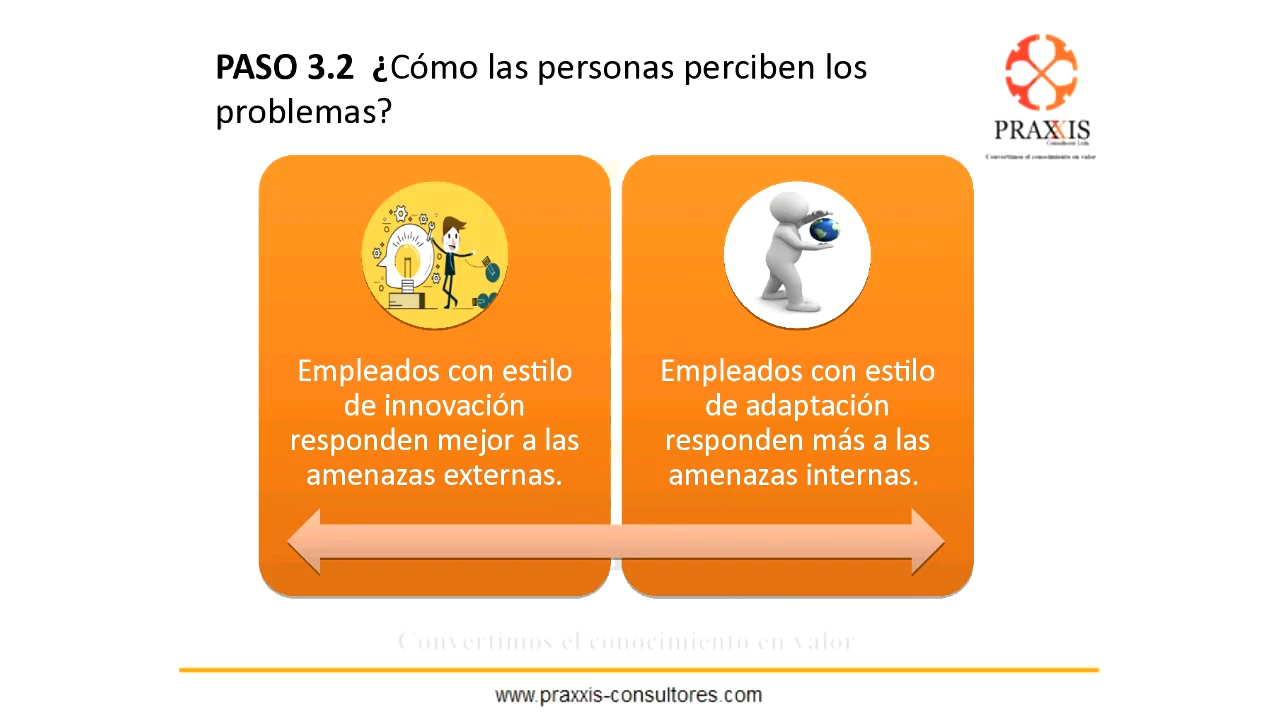 PASO 3.2 ¿Cómo las personas perciben los
problemas?
PRAXXIS
Consultores Ltda.
Convertimos el conocimiento en valor
Empleados con estilo
de innovación
responden mejor a las
amenazas externas.
Empleados con estilo
de adaptación
responden más a las
amenazas internas.
Convertimos el conocimiento en valor
www.praxxis-consultores.com